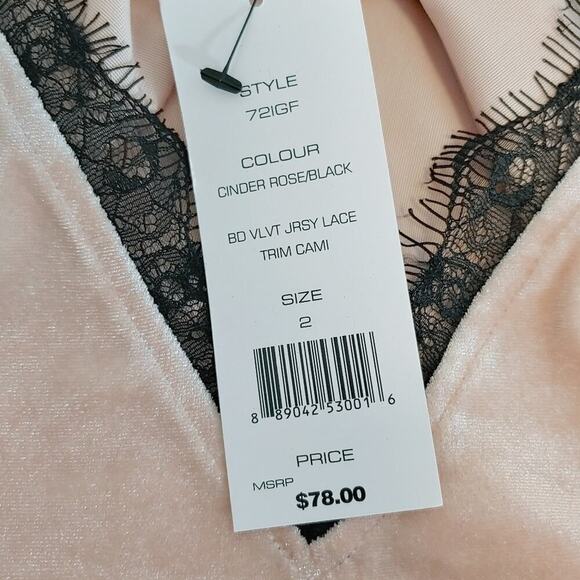 STYLE
72IGF
COLOUR
CINDER ROSE/BLACK
BD VLVT JRSY LACE
TRIM CAMI
SIZE
2
8 89042 53001 6
PRICE
MSRP
$78.00